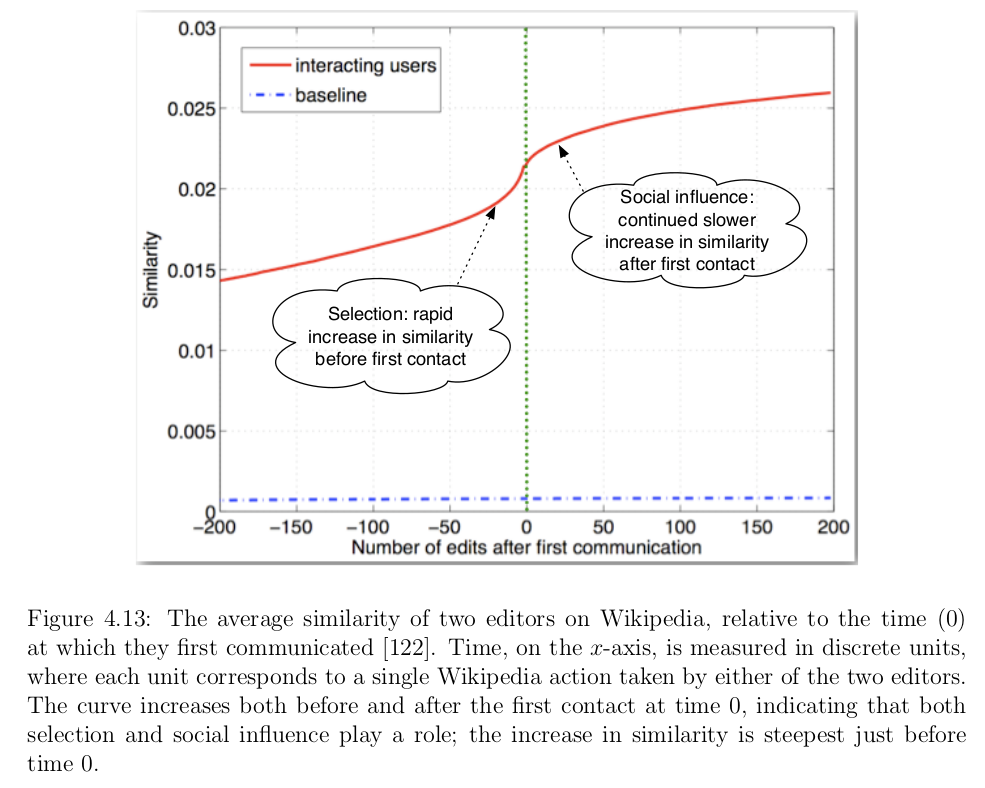 0.03
0.025
0.02
0.015
0.01
0.005
0
Similarity
interacting users
baseline
Social influence:
continued slower
increase in similarity
after first contact
Selection: rapid
increase in similarity
before first contact
−200 −150 −100 −50 0 50 100 150 200
Number of edits after first communication
Figure 4.13: The average similarity of two editors on Wikipedia, relative to the time (0)
at which they first communicated [122]. Time, on the x-axis, is measured in discrete units,
where each unit corresponds to a single Wikipedia action taken by either of the two editors.
The curve increases both before and after the first contact at time 0, indicating that both
selection and social influence play a role; the increase in similarity is steepest just before
time 0.